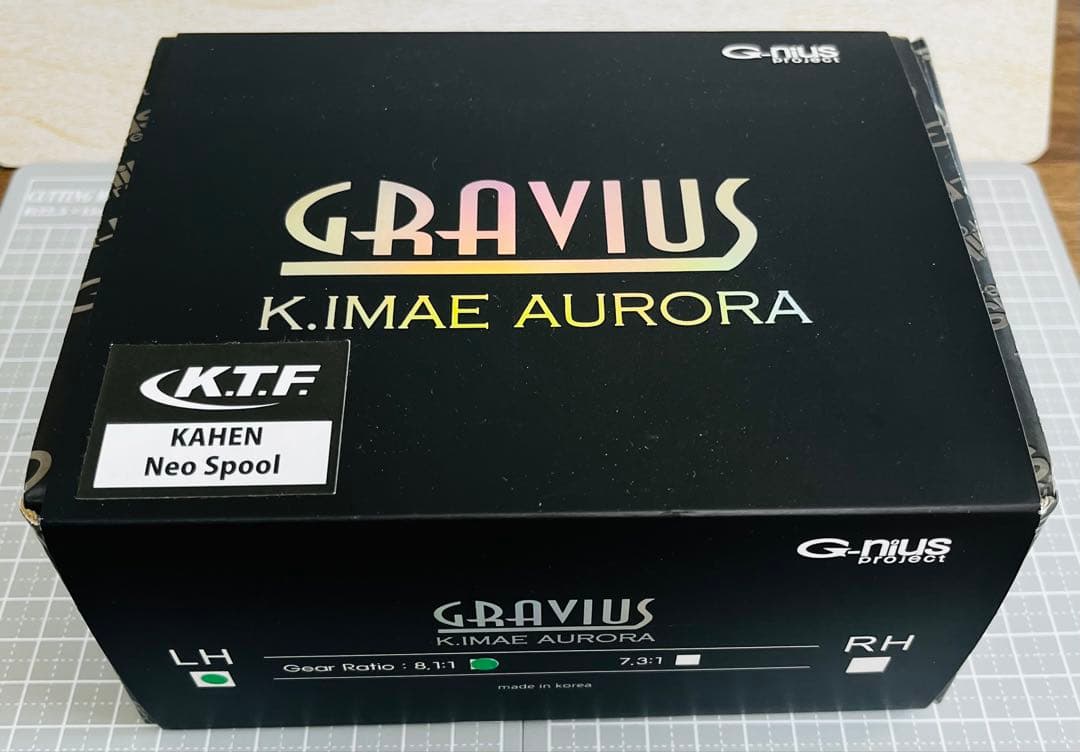 G-nius
project
GRAVIUS
K.IMAE AURORA
K.T.F.
KAHEN
Neo Spool
G-nius
project
GRAVIUS
K.IMAE AURORA
LH
Gear Ratio : 8.1:1
7.3:1
RH
made in korea
CUTTING